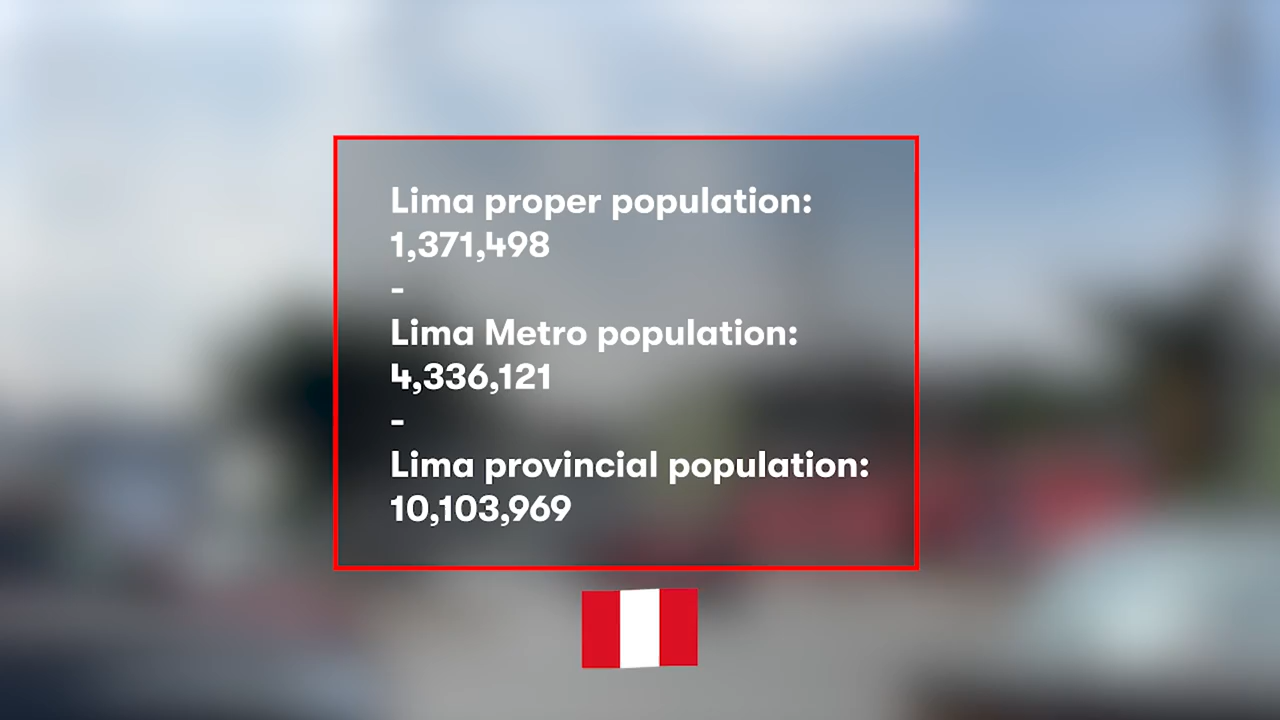 Lima proper population:
1,371,498
-
Lima Metro population:
4,336,121
-
Lima provincial population:
10,103,969